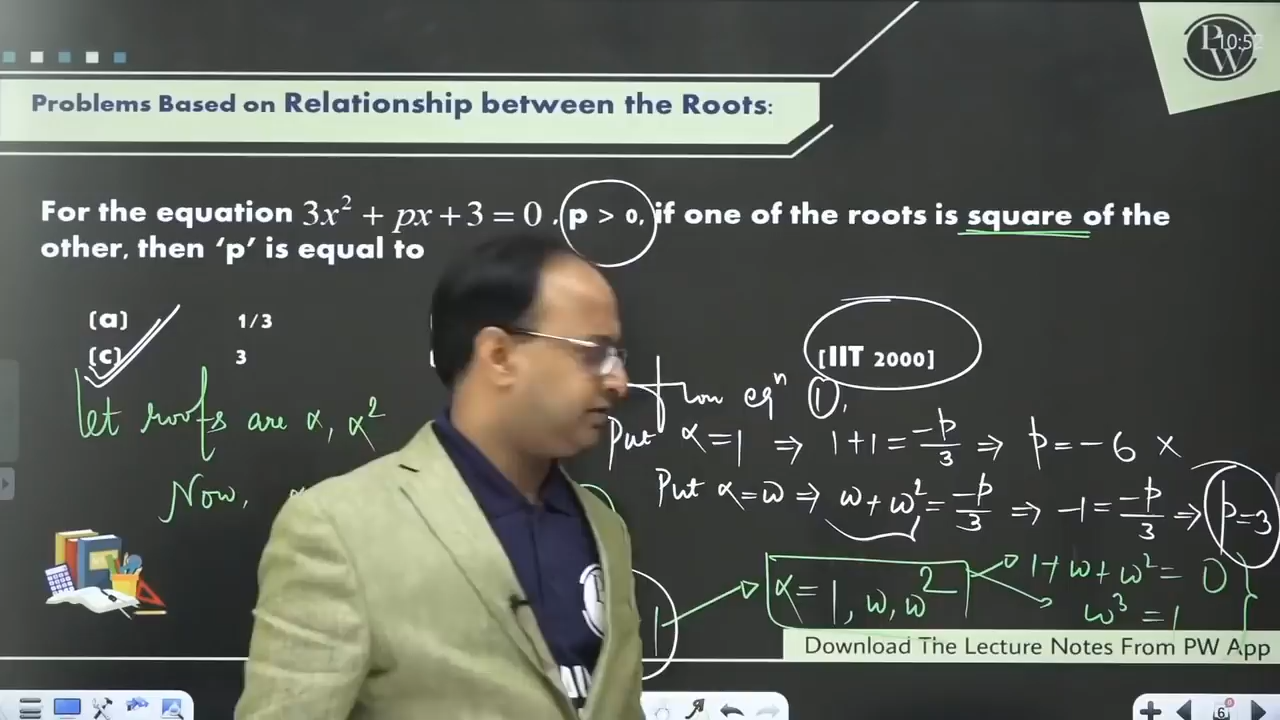 PW
10:52
Problems Based on Relationship between the Roots:
For the equation 3x² + px + 3 = 0 , p > 0, if one of the roots is square of the
other, then 'p' is equal to
(a) 1/3
(c) 3
[IIT 2000]
Let roots are α, α²
Now,
from eqⁿ ①,
Put α = 1 ⇒ 1+1 = -p/3 ⇒ p = -6 ×
Put α = ω ⇒ ω + ω² = -p/3 ⇒ -1 = -p/3 ⇒ p = 3
α = 1, ω, ω²
1 + ω + ω² = 0
ω³ = 1
Download The Lecture Notes From PW App
6